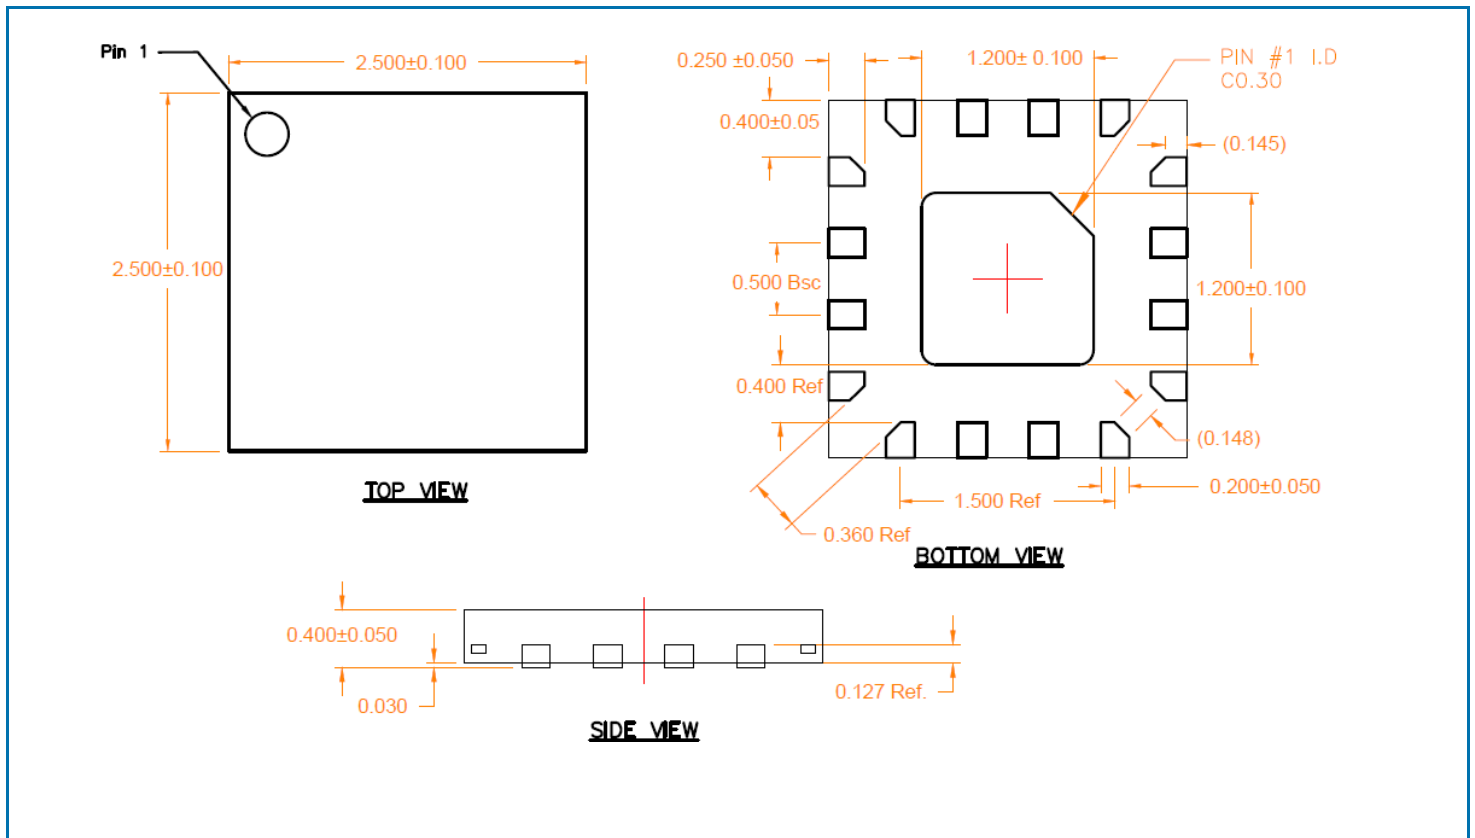 Pin 1
2.500±0.100
2.500±0.100
TOP VIEW
0.250 ±0.050
1.200± 0.100
PIN #1 I.D
C0.30
0.400±0.05
(0.145)
0.500 Bsc
1.200±0.100
0.400 Ref
(0.148)
0.200±0.050
1.500 Ref
0.360 Ref
BOTTOM VIEW
0.400±0.050
0.030
0.127 Ref.
SIDE VIEW